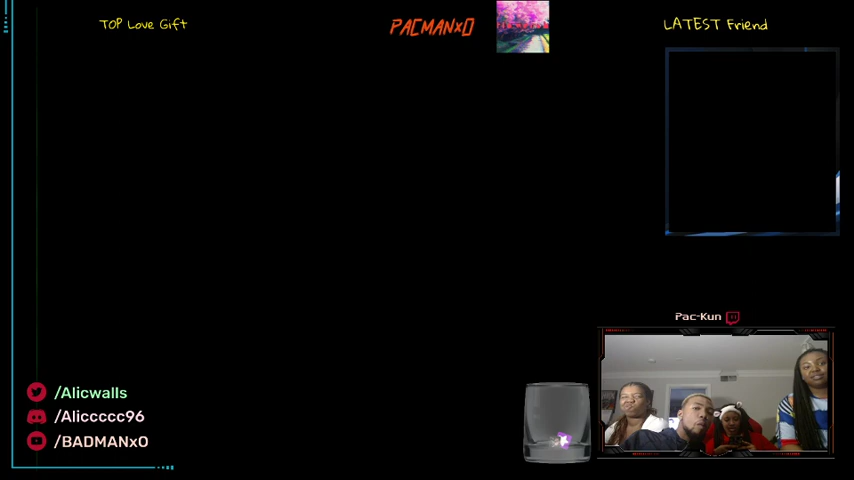 TOP Love Gift
PACMANxO
LATEST Friend
Pac-Kun
/Alicwalls
/Aliccccc96
/BADMANxO